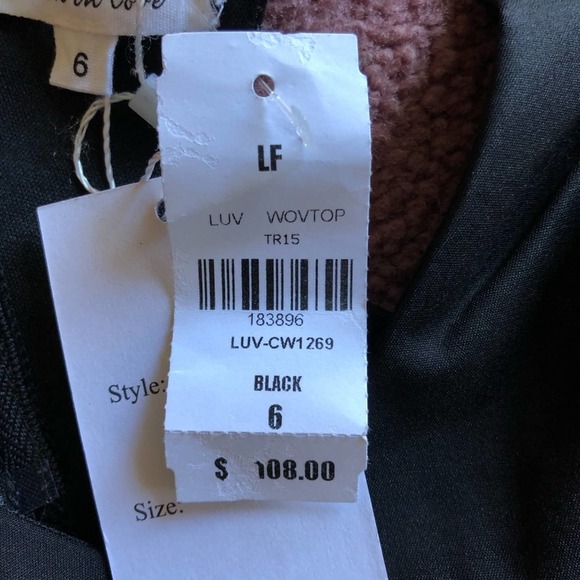 6
LF
LUV WOVTOP
TR15
183896
LUV-CW1269
BLACK
6
$ 108.00
Style:
Size: